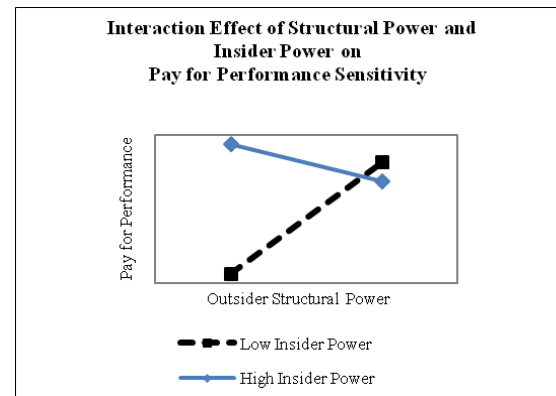 Interaction Effect of Structural Power and
Insider Power on
Pay for Performance Sensitivity
Pay for Performance
Outsider Structural Power
Low Insider Power
High Insider Power